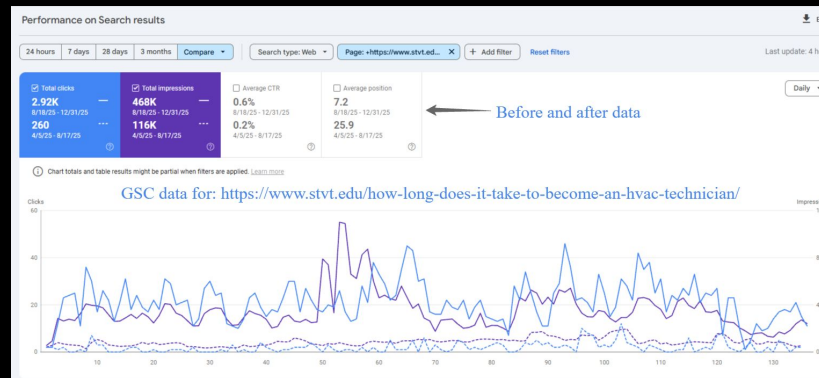 Performance on Search results
24 hours 7 days 28 days 3 months Compare Search type: Web Page: +https://www.stvt.ed... X + Add filter Reset filters Last update: 4 h
Total clicks Total impressions Average CTR Average position Daily
2.92K 468K 0.6% 7.2
8/18/25 - 12/31/25 8/18/25 - 12/31/25 8/18/25 - 12/31/25 8/18/25 - 12/31/25
Before and after data
260 116K 0.2% 25.9
4/5/25 - 8/17/25 4/5/25 - 8/17/25 4/5/25 - 8/17/25 4/5/25 - 8/17/25
Chart totals and table results might be partial when filters are applied. Learn more
GSC data for: https://www.stvt.edu/how-long-does-it-take-to-become-an-hvac-technician/
Clicks Impress
60
40
20
0
10 20 30 40 50 60 70 80 90 100 110 120 130